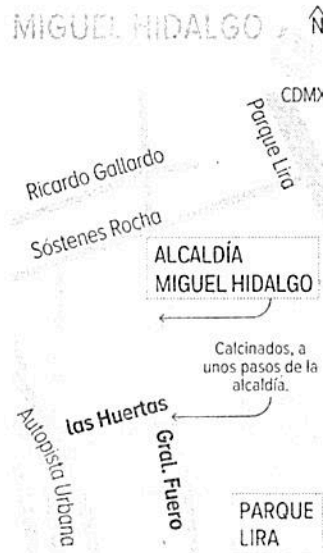 MIGUEL HIDALGO
N
CDMX
Parque Lira
Ricardo Gallardo
Sóstenes Rocha
ALCALDÍA
MIGUEL HIDALGO
Calcinados, a
unos pasos de la
alcaldía.
las Huertas
Autopista Urbana
Gral. Fuero
PARQUE
LIRA